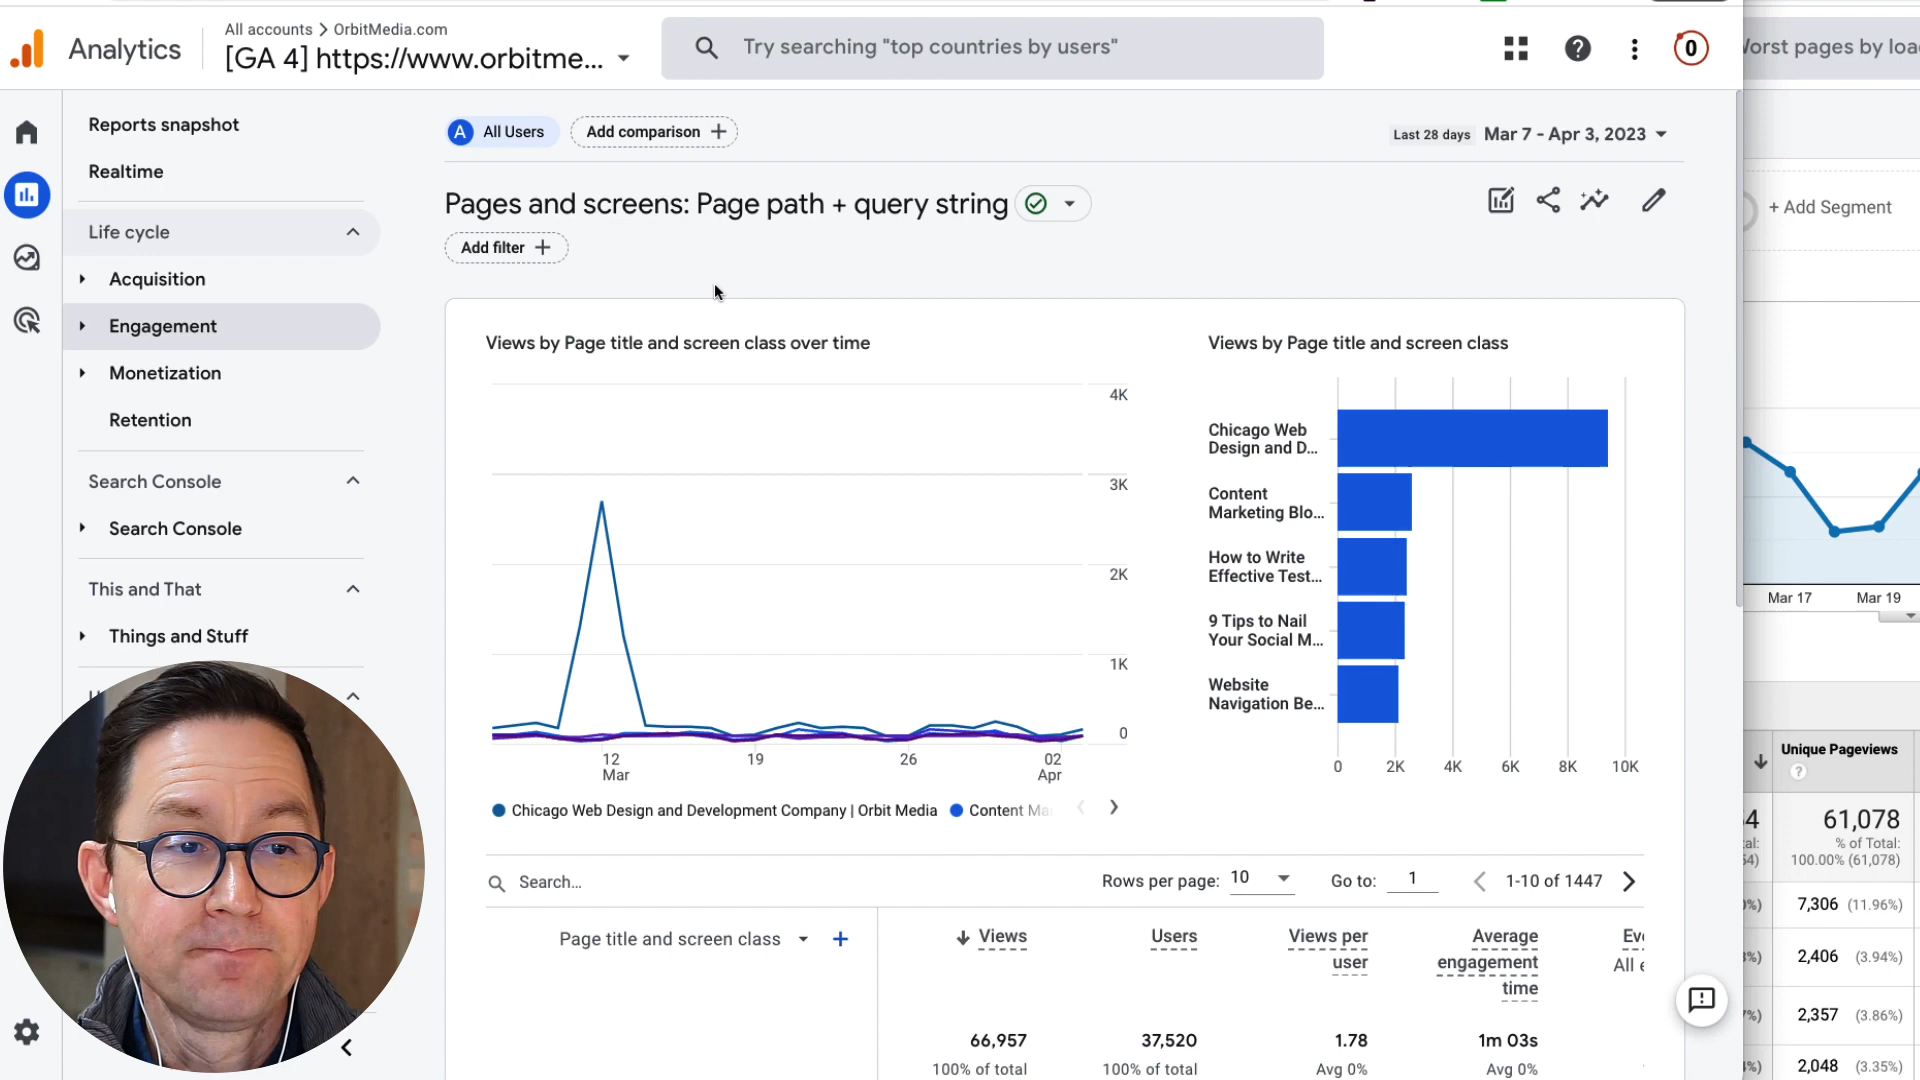 All accounts > OrbitMedia.com
Analytics
[GA 4] https://www.orbitme...
Try searching "top countries by users"
Reports snapshot
Realtime
Life cycle
Acquisition
Engagement
Monetization
Retention
Search Console
Search Console
This and That
Things and Stuff
A All Users
Add comparison +
Last 28 days Mar 7 - Apr 3, 2023
Pages and screens: Page path + query string
Add filter +
Views by Page title and screen class over time
4K
3K
2K
1K
0
12
Mar
19
26
02
Apr
Chicago Web Design and Development Company | Orbit Media
Content Ma
Views by Page title and screen class
Chicago Web
Design and D...
Content
Marketing Blo...
How to Write
Effective Test...
9 Tips to Nail
Your Social M...
Website
Navigation Be...
0 2K 4K 6K 8K 10K
Search...
Rows per page: 10
Go to: 1
1-10 of 1447
Page title and screen class +
Views
Users
Views per
user
Average
engagement
time
All e
66,957
100% of total
37,520
100% of total
1.78
Avg 0%
1m 03s
Avg 0%
orst pages by loa
+ Add Segment
Mar 17
Mar 19
Unique Pageviews
61,078
% of Total:
100.00% (61,078)
7,306 (11.96%)
2,406 (3.94%)
2,357 (3.86%)
2,048 (3.35%)